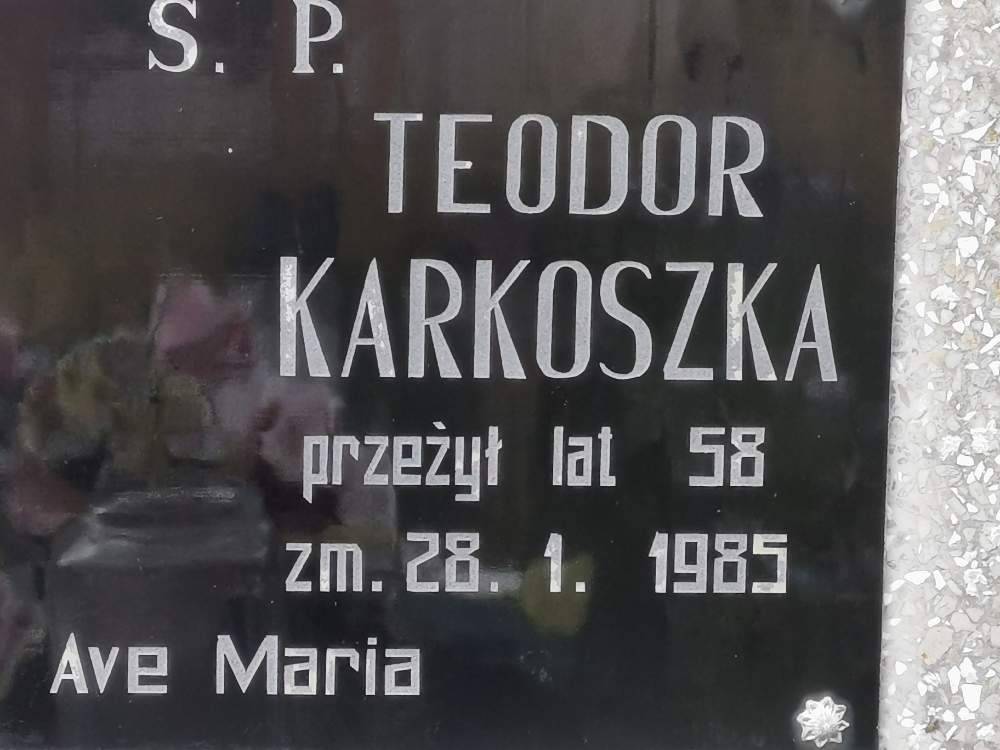 S. P.
TEODOR
KARKOSZKA
przeżył lat 58
zm. 28. 1. 1985
Ave Maria